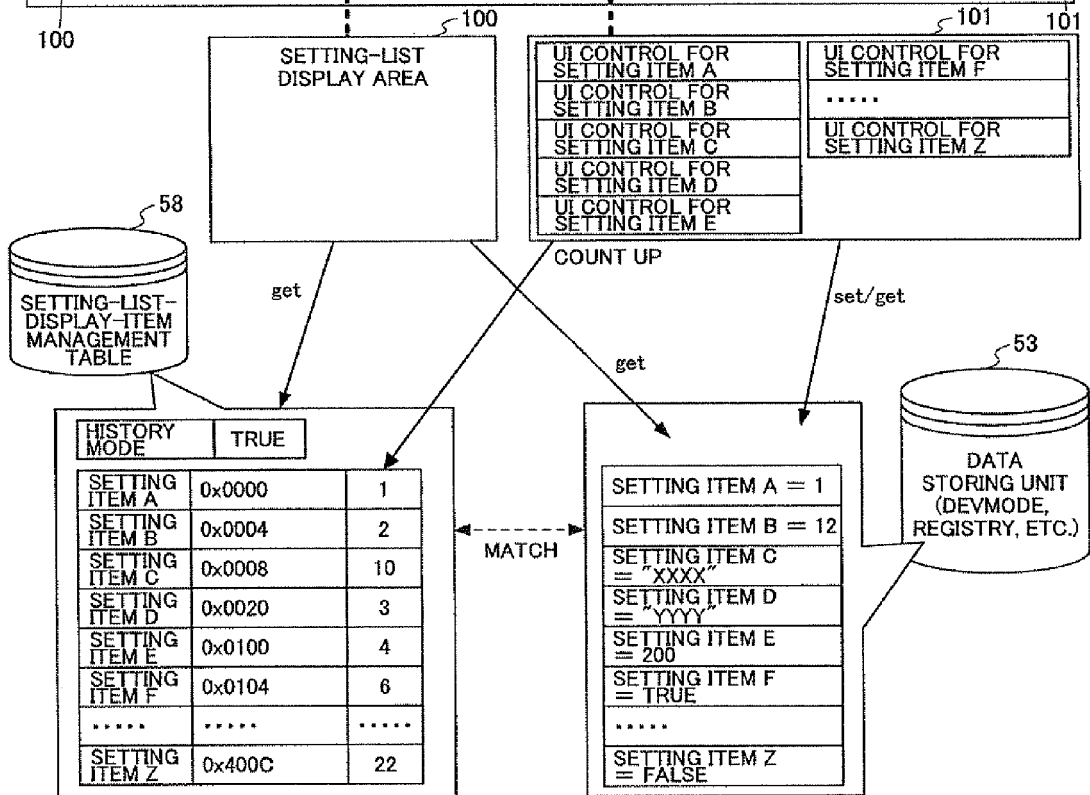 100
100
101
101
SETTING-LIST
DISPLAY AREA
UI CONTROL FOR
SETTING ITEM A
UI CONTROL FOR
SETTING ITEM B
UI CONTROL FOR
SETTING ITEM C
UI CONTROL FOR
SETTING ITEM D
UI CONTROL FOR
SETTING ITEM E
UI CONTROL FOR
SETTING ITEM F
.....
UI CONTROL FOR
SETTING ITEM Z
58
SETTING-LIST-
DISPLAY-ITEM
MANAGEMENT
TABLE
get
COUNT UP
get
set/get
53
DATA
STORING UNIT
(DEVMODE,
REGISTRY, ETC.)
HISTORY
MODE
TRUE
SETTING
ITEM A
0x0000
1
SETTING
ITEM B
0x0004
2
SETTING
ITEM C
0x0008
10
SETTING
ITEM D
0x0020
3
SETTING
ITEM E
0x0100
4
SETTING
ITEM F
0x0104
6
..... ..... .....
SETTING
ITEM Z
0x400C
22
MATCH
SETTING ITEM A = 1
SETTING ITEM B = 12
SETTING ITEM C
= "XXXX"
SETTING ITEM D
= "YYYY"
SETTING ITEM E
= 200
SETTING ITEM F
= TRUE
.....
SETTING ITEM Z
= FALSE